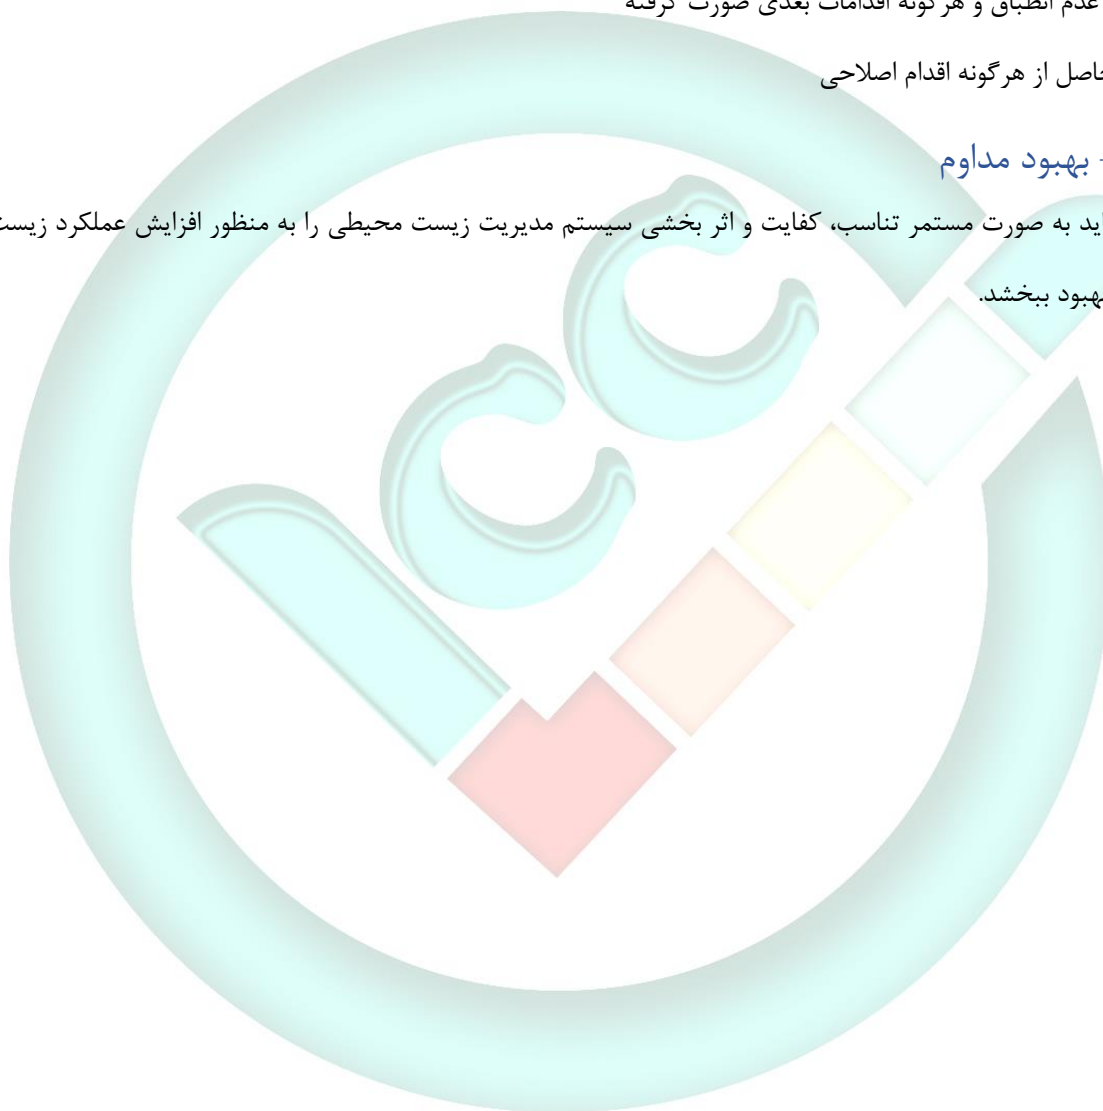 عدم انطباق و هرگونه اقدامات بعدی صورت گرفته
حاصل از هرگونه اقدام اصلاحی
- بهبود مداوم
به صورت مستمر تناسب، کفایت و اثر بخشی سیستم مدیریت زیست محیطی را به منظور افزایش عملکرد زیست
بهبود ببخشد.
ICC